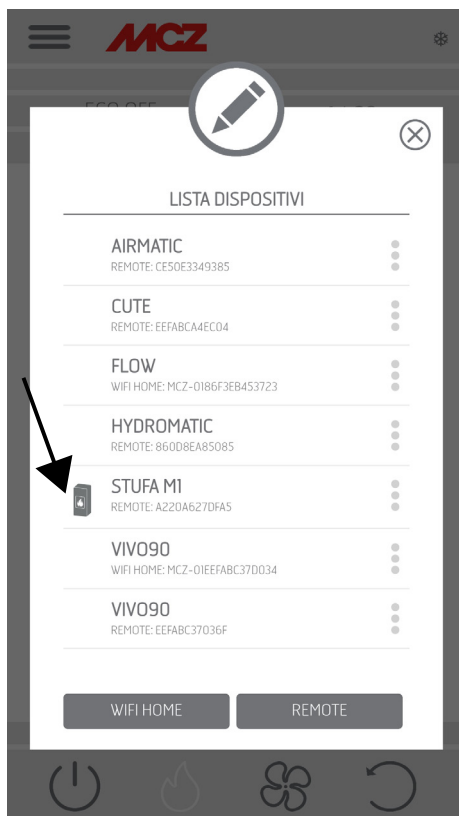 MCZ
LISTA DISPOSITIVI
AIRMATIC
REMOTE: CE50E3349385
CUTE
REMOTE: EEFABCA4EC04
FLOW
WIFI HOME: MCZ-0186F3EB453723
HYDROMATIC
REMOTE: 860D8EA85085
STUFA M1
REMOTE: A220A627DFA5
VIVO90
WIFI HOME: MCZ-01EEFABC37D034
VIVO90
REMOTE: EEFABC37036F
WIFI HOME REMOTE